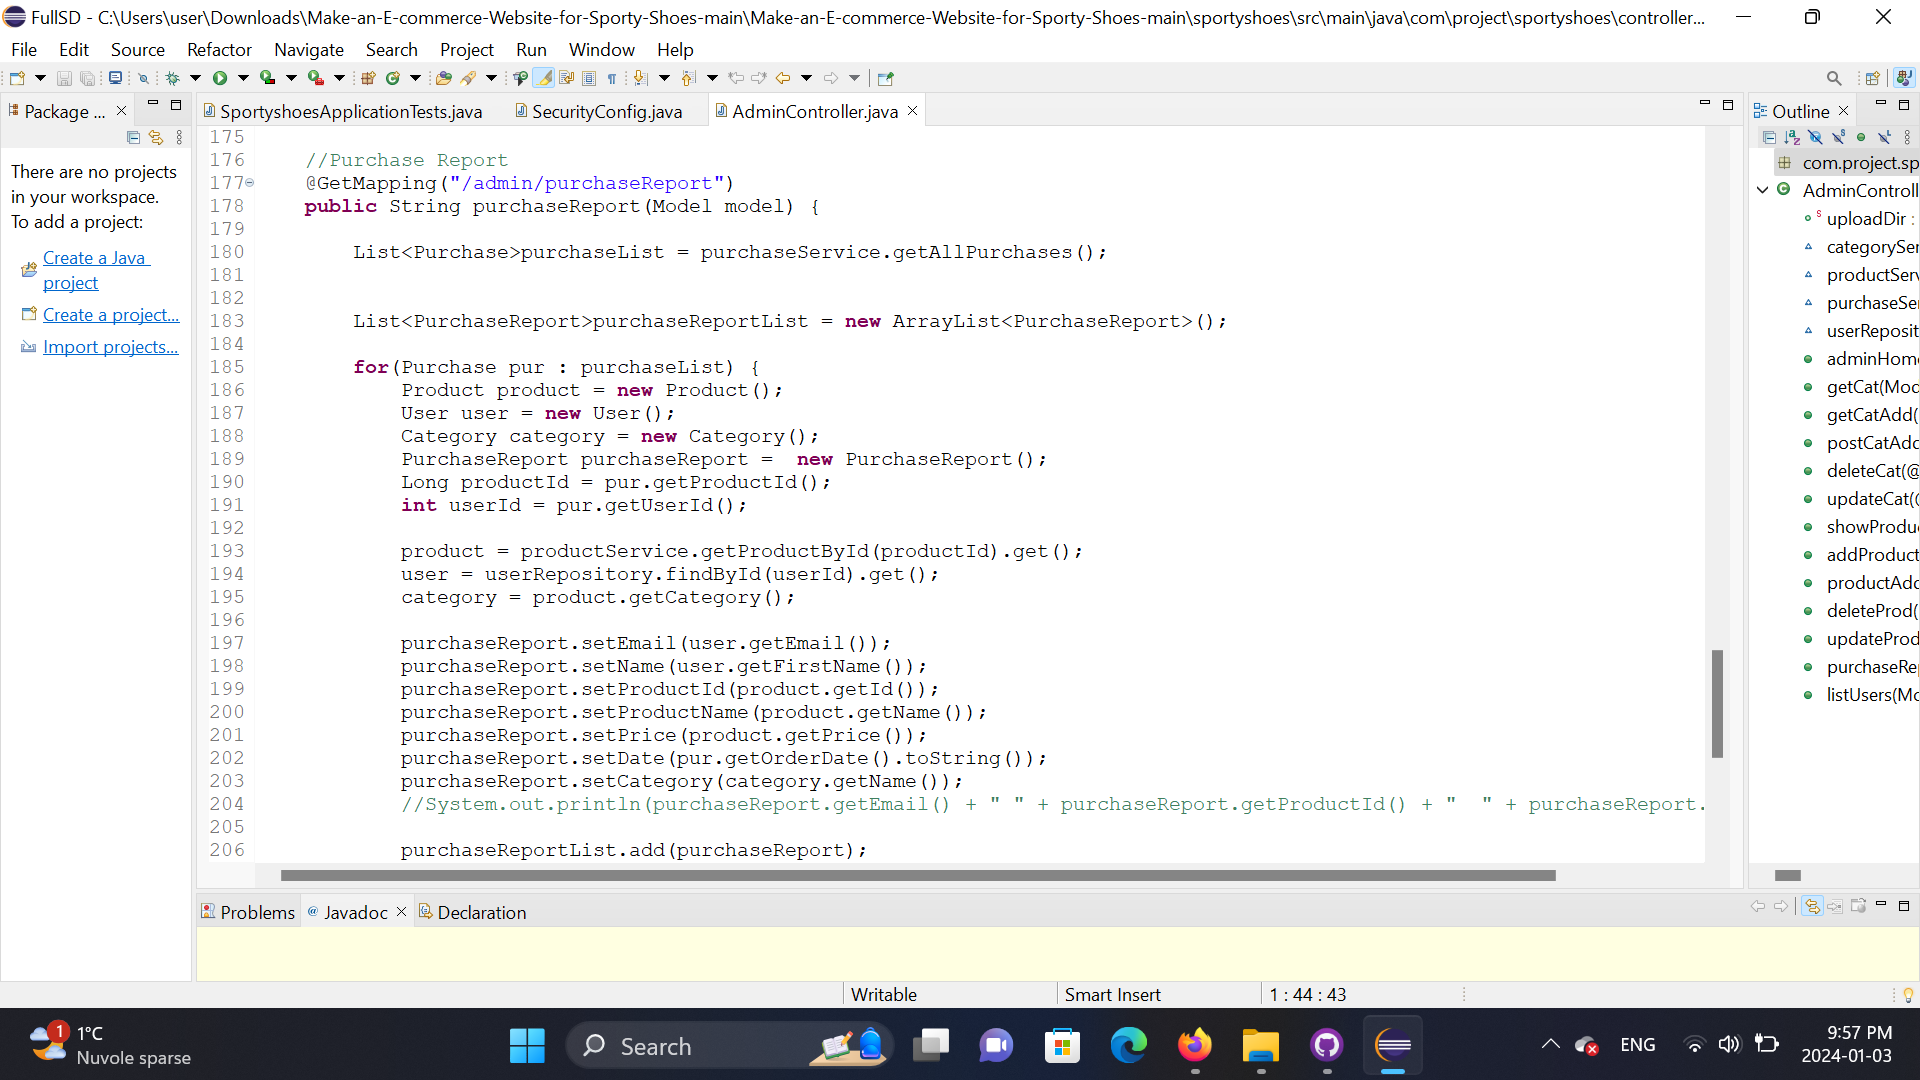 FullSD - C:\Users\user\Downloads\Make-an-E-commerce-Website-for-Sporty-Shoes-main\Make-an-E-commerce-Website-for-Sporty-Shoes-main\sportyshoes\src\main\java\com\project\sportyshoes\controller...
File Edit Source Refactor Navigate Search Project Run Window Help
Package ...
SportyshoesApplicationTests.java SecurityConfig.java AdminController.java
Outline
There are no projects
in your workspace.
To add a project:
Create a Java
project
Create a project...
Import projects...
175
176 //Purchase Report
177 @GetMapping("/admin/purchaseReport")
178 public String purchaseReport(Model model) {
179
180 List<Purchase>purchaseList = purchaseService.getAllPurchases();
181
182
183 List<PurchaseReport>purchaseReportList = new ArrayList<PurchaseReport>();
184
185 for(Purchase pur : purchaseList) {
186 Product product = new Product();
187 User user = new User();
188 Category category = new Category();
189 PurchaseReport purchaseReport =  new PurchaseReport();
190 Long productId = pur.getProductId();
191 int userId = pur.getUserId();
192
193 product = productService.getProductById(productId).get();
194 user = userRepository.findById(userId).get();
195 category = product.getCategory();
196
197 purchaseReport.setEmail(user.getEmail());
198 purchaseReport.setName(user.getFirstName());
199 purchaseReport.setProductId(product.getId());
200 purchaseReport.setProductName(product.getName());
201 purchaseReport.setPrice(product.getPrice());
202 purchaseReport.setDate(pur.getOrderDate().toString());
203 purchaseReport.setCategory(category.getName());
204 //System.out.println(purchaseReport.getEmail() + " " + purchaseReport.getProductId() + "  " + purchaseReport.
205
206 purchaseReportList.add(purchaseReport);
com.project.sp
AdminControll
uploadDir :
categorySer
productServ
purchaseSe
userReposit
adminHom
getCat(Mod
getCatAdd(
postCatAdd
deleteCat(@
updateCat(
showProdu
addProduct
productAdd
deleteProd(
updateProd
purchaseRe
listUsers(Mo
Problems @ Javadoc Declaration
Writable Smart Insert 1 : 44 : 43
1
1°C
Nuvole sparse
Search
ENG
9:57 PM
2024-01-03